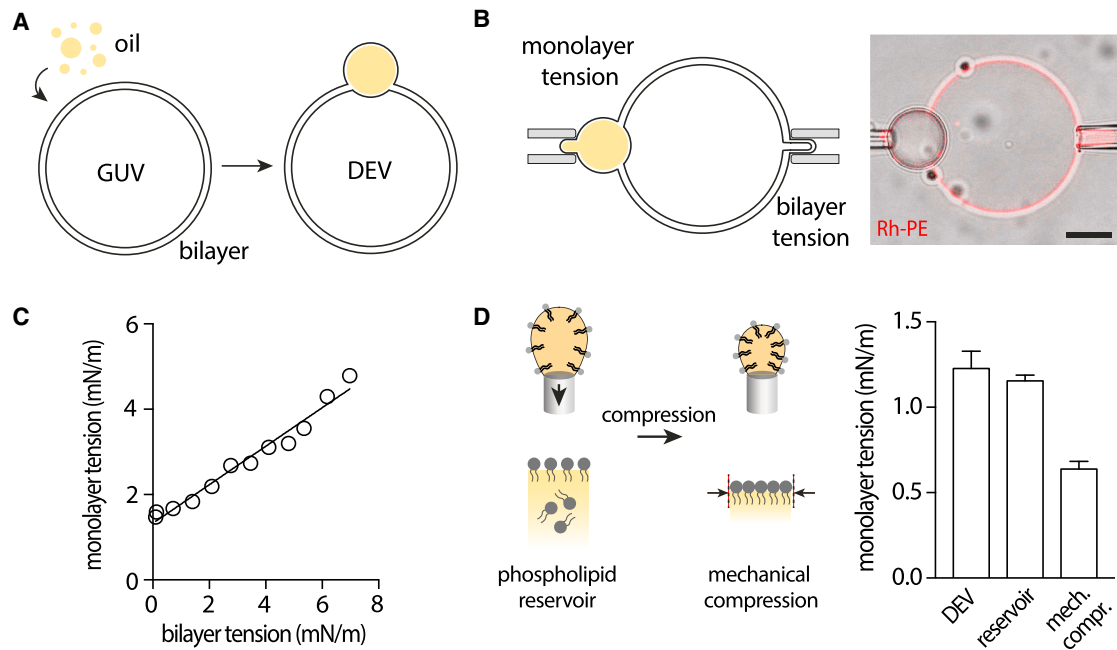 A
oil
GUV
bilayer
DEV
B
monolayer
tension
bilayer
tension
Rh-PE
C
monolayer tension (mN/m)
6
4
2
0
0 2 4 6 8
bilayer tension (mN/m)
D
compression
phospholipid
reservoir
mechanical
compression
monolayer tension (mN/m)
1.5
1.0
0.5
0.0
DEV
reservoir
mech.
compr.